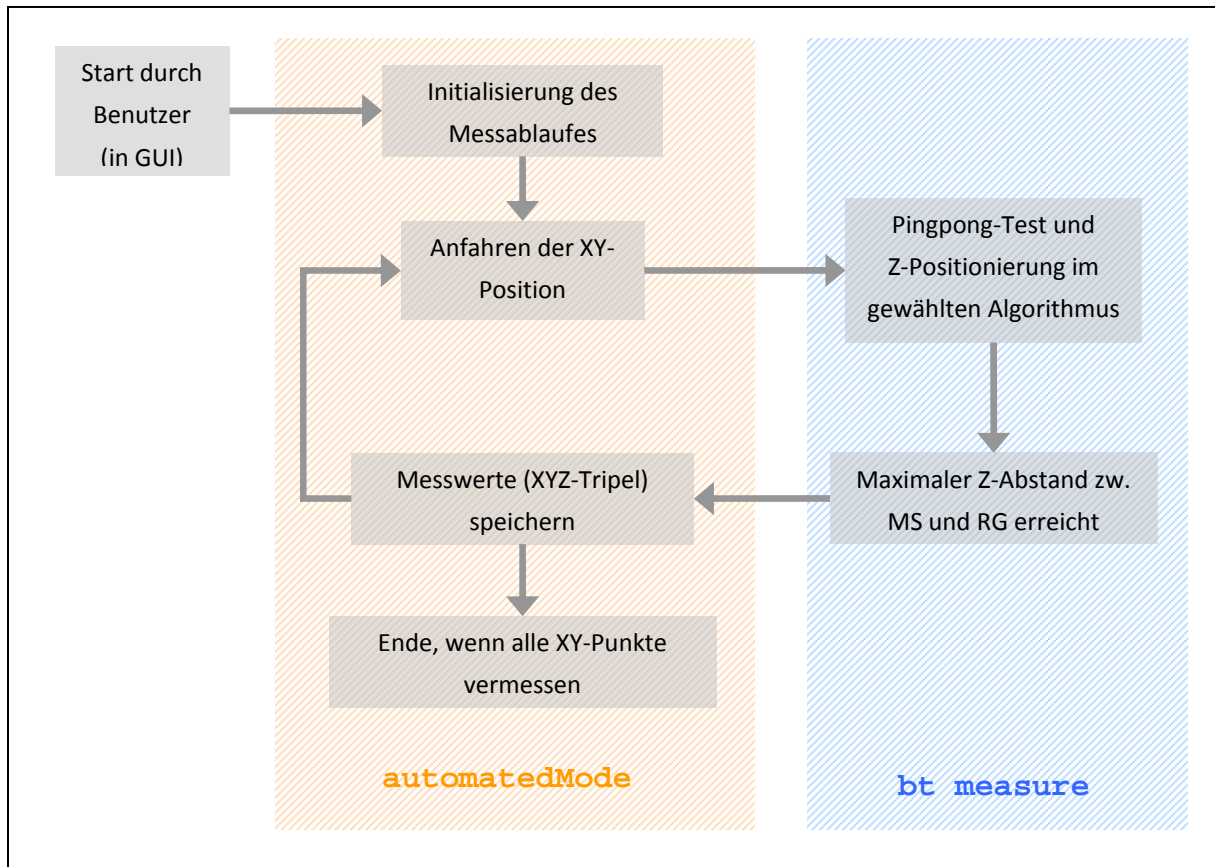 Start durch
Benutzer
(in GUI)
Initialisierung des
Messablaufes
Anfahren der XY-
Position
Pingpong-Test und
Z-Positionierung im
gewählten Algorithmus
Messwerte (XYZ-Tripel)
speichern
Maximaler Z-Abstand zw.
MS und RG erreicht
Ende, wenn alle XY-Punkte
vermessen
automatedMode
bt measure